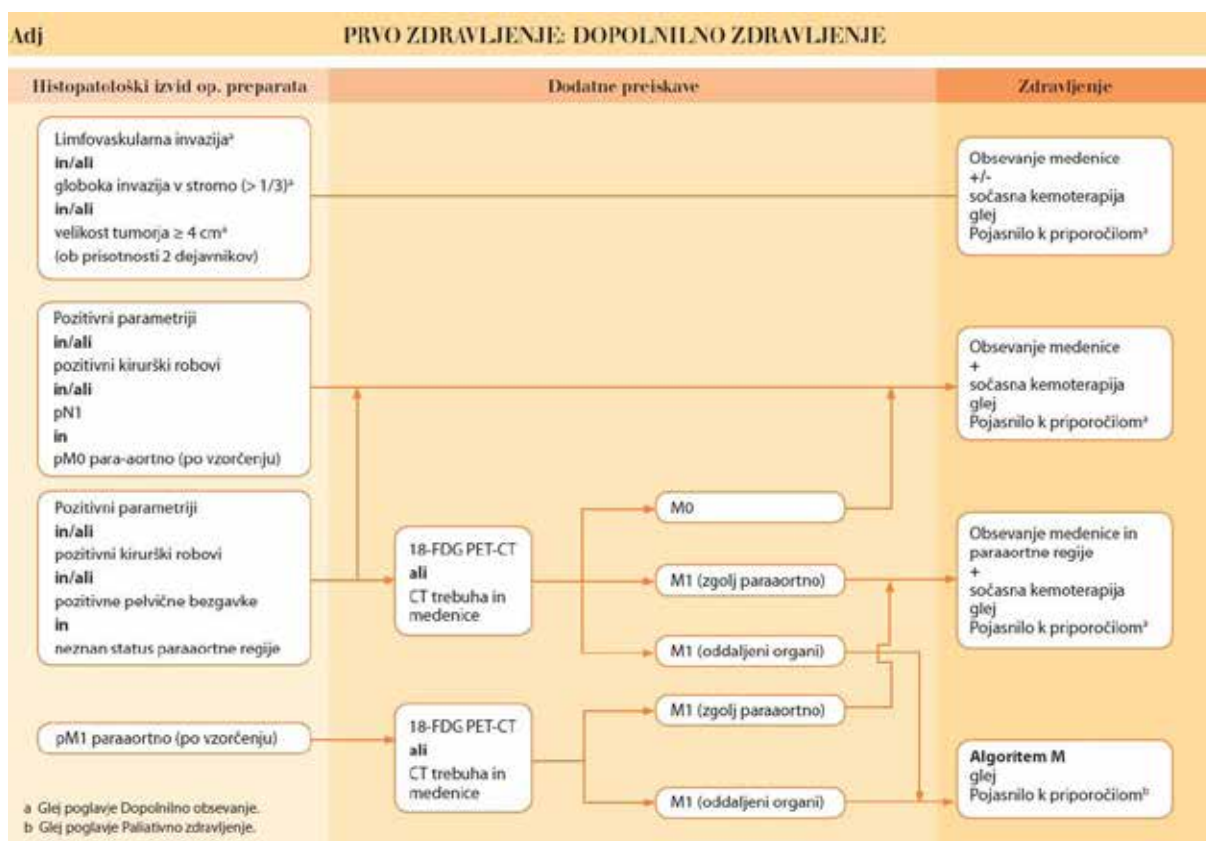 Adj
PRVO ZDRAVLJENJE: DOPOLNILNO ZDRAVLJENJE
Histopatološki izvid op. preparata
Dodatne preiskave
Zdravljenje
Limfovaskularna invazijaª
in/ali
globoka invazija v stromo (> 1/3)ª
in/ali
velikost tumorja ≥ 4 cmª
(ob prisotnosti 2 dejavnikov)
Obsevanje medenice
+/-
sočasna kemoterapija
glej
Pojasnilo k priporočilomª
Pozitivni parametriji
in/ali
pozitivni kirurški robovi
in/ali
pN1
in
pM0 para-aortno (po vzorčenju)
Obsevanje medenice
+
sočasna kemoterapija
glej
Pojasnilo k priporočilomª
Pozitivni parametriji
in/ali
pozitivni kirurški robovi
in/ali
pozitivne pelvične bezgavke
in
neznan status paraaortne regije
18-FDG PET-CT
ali
CT trebuha in
medenice
M0
M1 (zgolj paraaortno)
M1 (oddaljeni organi)
Obsevanje medenice in
paraaortne regije
+
sočasna kemoterapija
glej
Pojasnilo k priporočilomª
pM1 paraaortno (po vzorčenju)
18-FDG PET-CT
ali
CT trebuha in
medenice
M1 (zgolj paraaortno)
M1 (oddaljeni organi)
Algoritem M
glej
Pojasnilo k priporočilomᵇ
a Glej poglavje Dopolnilno obsevanje.
b Glej poglavje Paliativno zdravljenje.